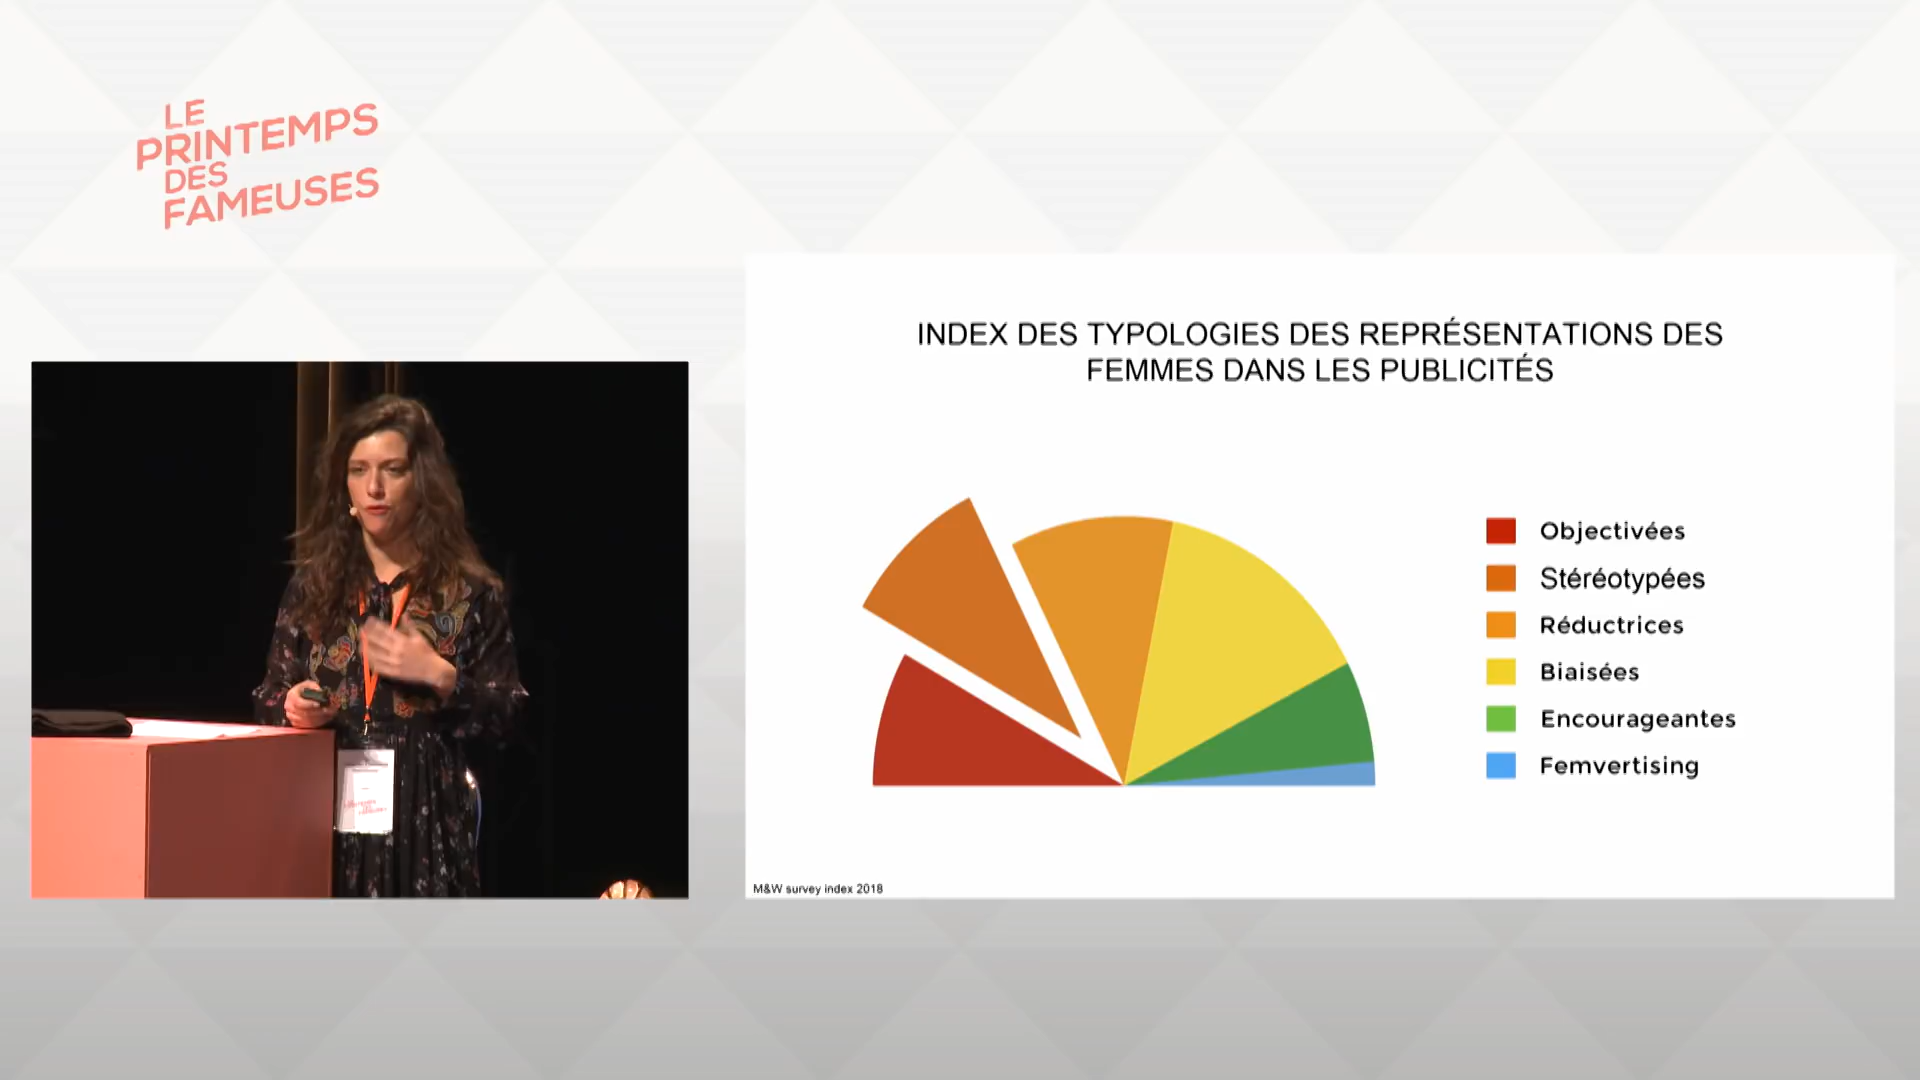 LE
PRINTEMPS
DES
FAMEUSES
INDEX DES TYPOLOGIES DES REPRÉSENTATIONS DES
FEMMES DANS LES PUBLICITÉS
Objectivées
Stéréotypées
Réductrices
Biaisées
Encourageantes
Femvertising
M&W survey index 2018